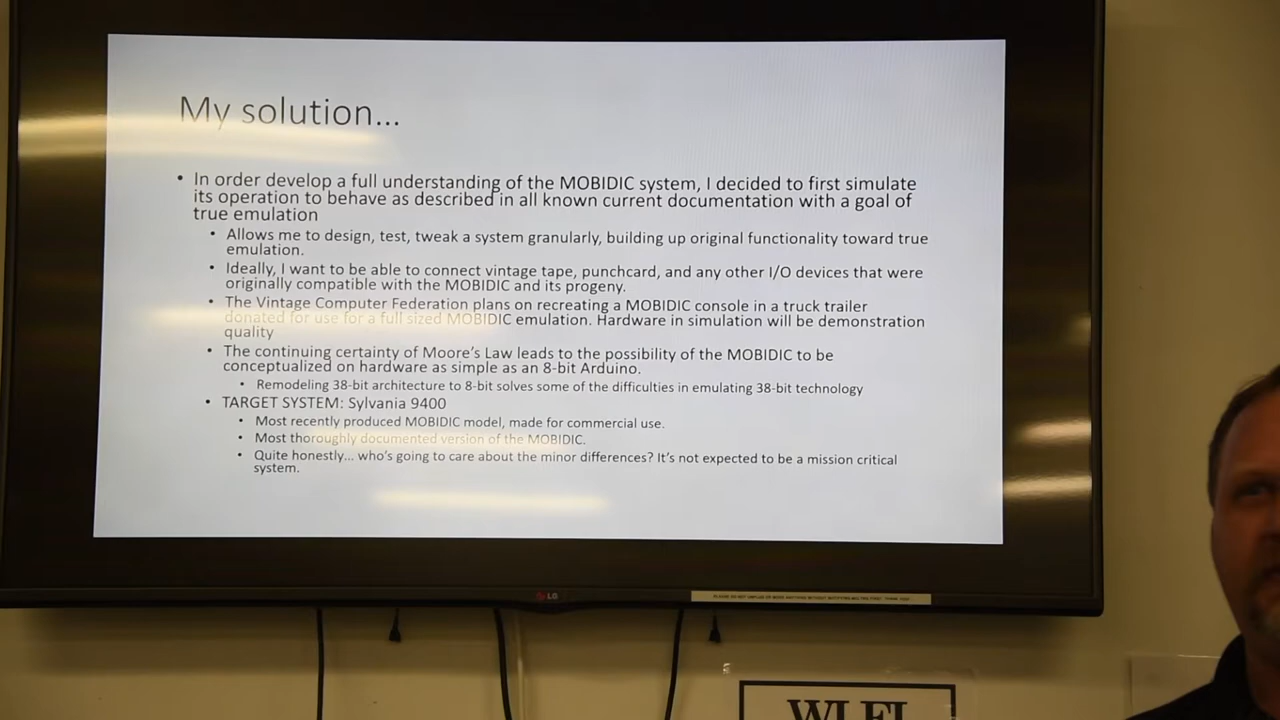 My solution...
• In order develop a full understanding of the MOBIDIC system, I decided to first simulate
its operation to behave as described in all known current documentation with a goal of
true emulation
• Allows me to design, test, tweak a system granularly, building up original functionality toward true
emulation.
• Ideally, I want to be able to connect vintage tape, punchcard, and any other I/O devices that were
originally compatible with the MOBIDIC and its progeny.
• The Vintage Computer Federation plans on recreating a MOBIDIC console in a truck trailer
donated for use for a full sized MOBIDIC emulation. Hardware in simulation will be demonstration
quality
• The continuing certainty of Moore's Law leads to the possibility of the MOBIDIC to be
conceptualized on hardware as simple as an 8-bit Arduino.
• Remodeling 38-bit architecture to 8-bit solves some of the difficulties in emulating 38-bit technology
• TARGET SYSTEM: Sylvania 9400
• Most recently produced MOBIDIC model, made for commercial use.
• Most thoroughly documented version of the MOBIDIC.
• Quite honestly... who's going to care about the minor differences? It's not expected to be a mission critical
system.
LG